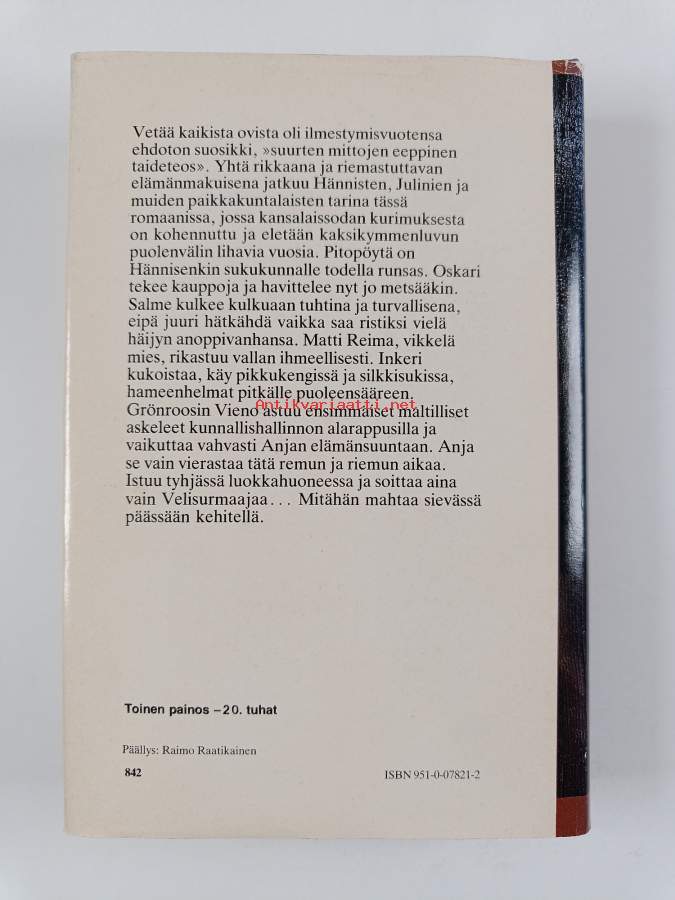 Vetää kaikista ovista oli ilmestymisvuotensa
ehdoton suosikki, »suurten mittojen eeppinen
taideteos». Yhtä rikkaana ja riemastuttavan
elämänmakuisena jatkuu Hännisten, Julinien ja
muiden paikkakuntalaisten tarina tässä
romaanissa, jossa kansalaissodan kurimuksesta
on kohennuttu ja eletään kaksikymmenluvun
puolenvälin lihavia vuosia. Pitopöytä on
Hännisenkin sukukunnalle todella runsas. Oskari
tekee kauppoja ja havittelee nyt jo metsääkin.
Salme kulkee kulkuaan tuhtina ja turvallisena,
eipä juuri hätkähdä vaikka saa ristiksi vielä
häijyn anoppivanhansa. Matti Reima, vikkelä
mies, rikastuu vallan ihmeellisesti. Inkeri
kukoistaa, käy pikkukengissä ja silkkisukissa,
hameenhelmat pitkälle puoleensääreen.
Antikvariaatti.net
Grönroosin Vieno astuu ensimmäiset maltilliset
askeleet kunnallishallinnon alarappusilla ja
vaikuttaa vahvasti Anjan elämänsuuntaan. Anja
se vain vierastaa tätä remun ja riemun aikaa.
Istuu tyhjässä luokkahuoneessa ja soittaa aina
vain Velisurmaajaa... Mitähän mahtaa sievässä
päässään kehitellä.
Toinen painos – 20. tuhat
Päällys: Raimo Raatikainen
842
ISBN 951-0-07821-2